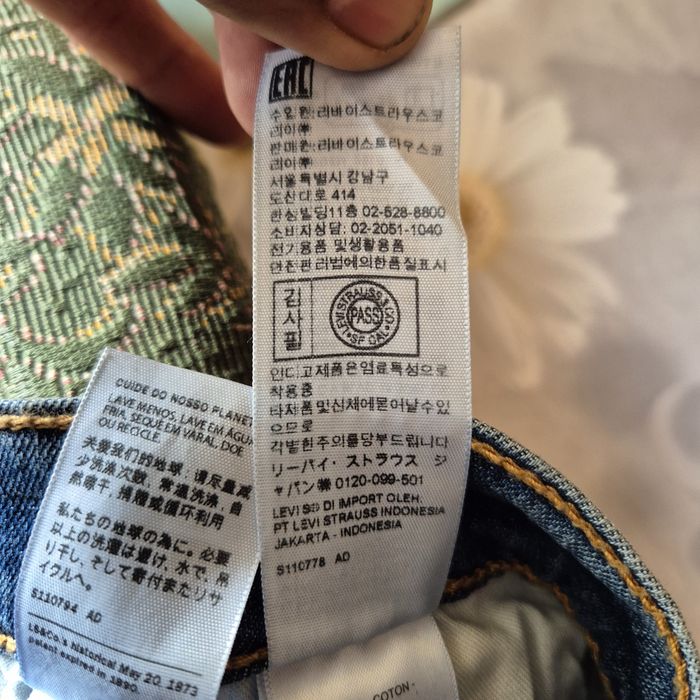 EAC
수입원:리바이스트라우스코
리아㈜
판매원:리바이스트라우스코
리아㈜
서울특별시 강남구
도산대로 414
한성빌딩11층 02-528-8800
소비자상담: 02-2051-1040
전기용품 및생활용품
안전관리법에의한품질표시
검사필
LEVI STRAUSS & CO
PASS
SF CAL
인디고제품은염료특성으로
착용중
타제품및신체에묻어날수있
으므로
각별한주의를당부드립니다
リーバイ・ストラウス ジ
ャパン㈱ 0120-099-501
LEVI'S® DI IMPORT OLEH:
PT LEVI STRAUSS INDONESIA
JAKARTA - INDONESIA
S110778 AD
CUIDE DO NOSSO PLANET
LAVE MENOS, LAVE EM ÁGU
FRIA, SEQUE EM VARAL, DOE
OU RECICLE.
关爱我们的地球，请尽量减
少洗涤次数，常温洗涤，自
然晾干，捐赠或循环利用
私たちの地球の為に。必要
以上の洗濯は避け、水で、吊
り干し、そして寄付またリサ
イクルへ。
S110794 AD
LS&Co.'s historical May 20, 1873
patent expired in 1890.
COTON -